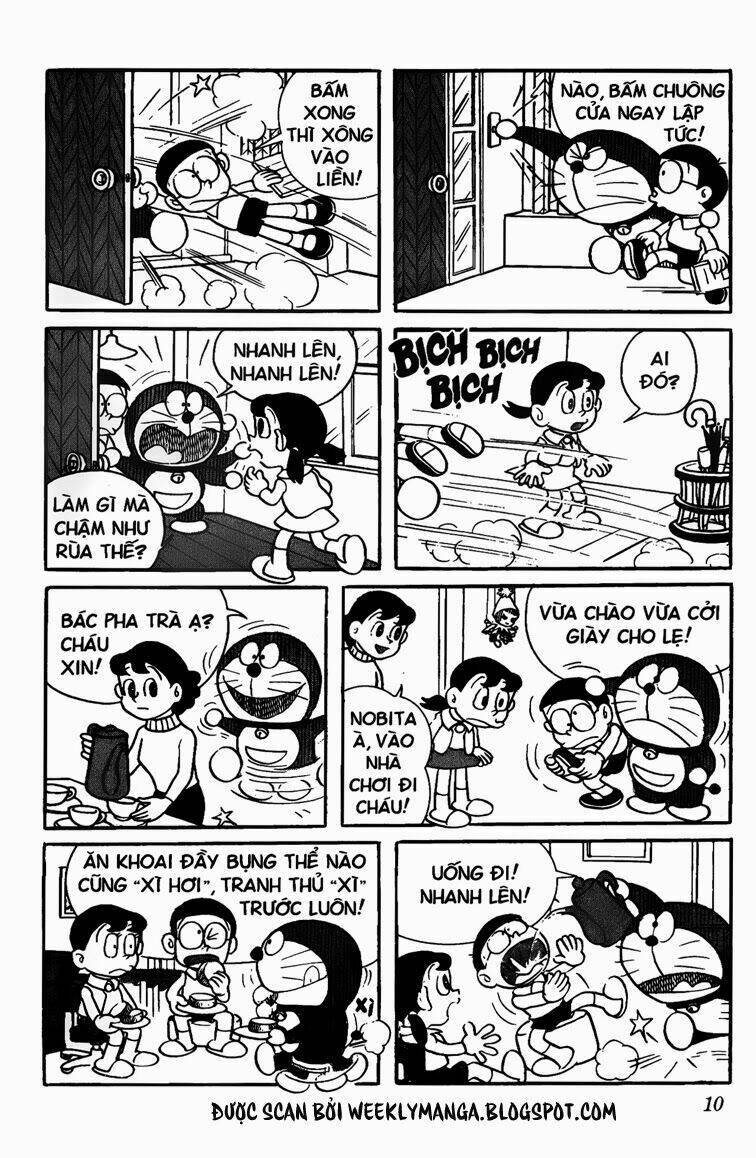 NÀO, BẤM CHUÔNG
CỬA NGAY LẬP
TỨC!
BẤM
XONG
THÌ XÔNG
VÀO
LIỀN!
AI
ĐÓ?
BỊCH BỊCH
BỊCH
NHANH LÊN,
NHANH LÊN!
LÀM GÌ MÀ
CHẬM NHƯ
RÙA THẾ?
VỪA CHÀO VỪA CỞI
GIÀY CHO LẸ!
NOBITA
À, VÀO
NHÀ
CHƠI ĐI
CHÁU!
BÁC PHA TRÀ Ạ?
CHÁU
XIN!
UỐNG ĐI!
NHANH LÊN!
ĂN KHOAI ĐẦY BỤNG THỂ NÀO
CŨNG “XÌ HƠI”, TRANH THỦ “XÌ”
TRƯỚC LUÔN!
XÌ
10
ĐƯỢC SCAN BỞI WEEKLYMANGA.BLOGSPOT.COM